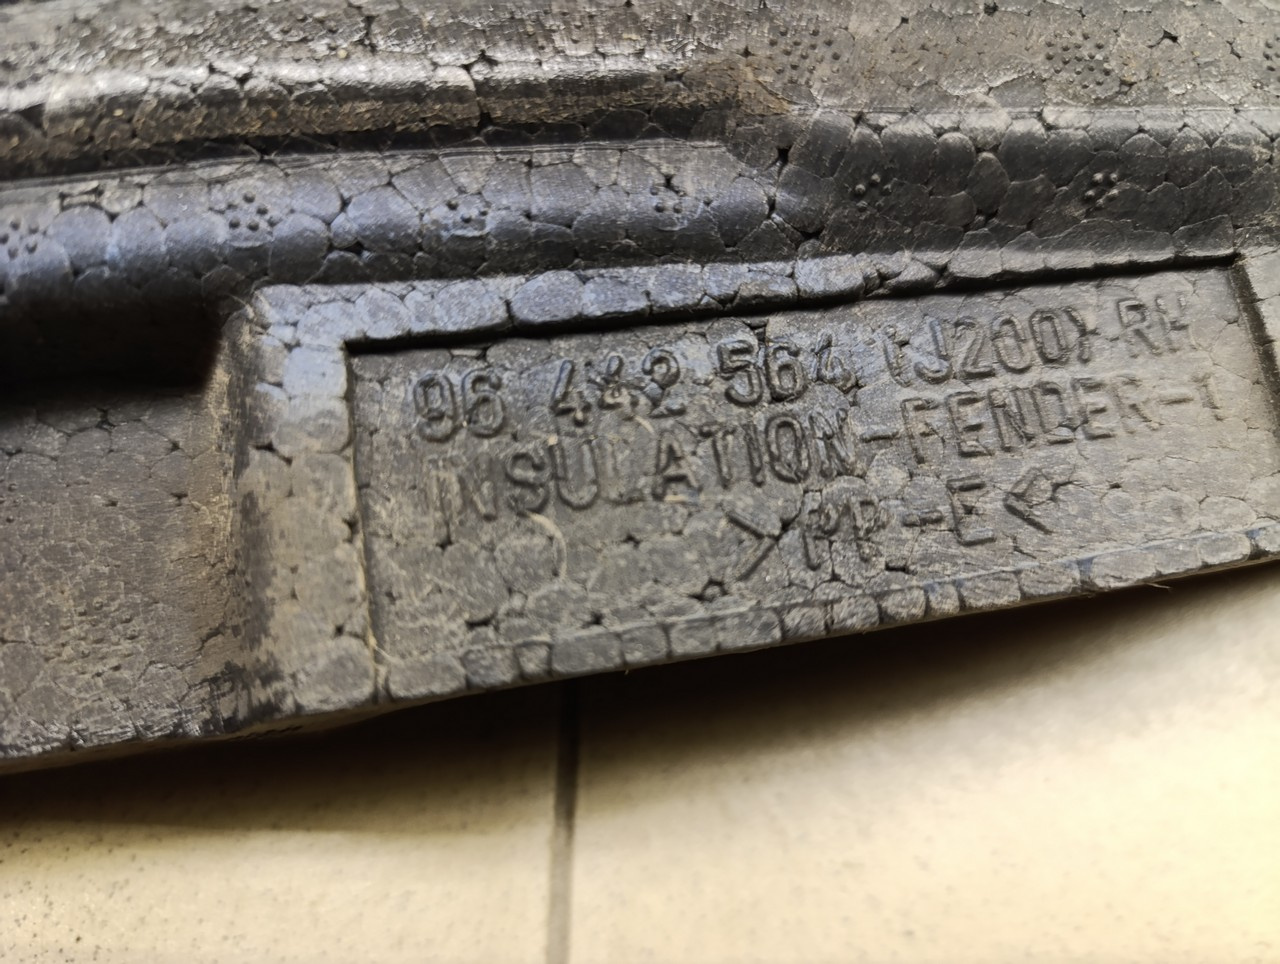 96 442 564 (J200) RH
INSULATION-FENDER-1
>PP-E<